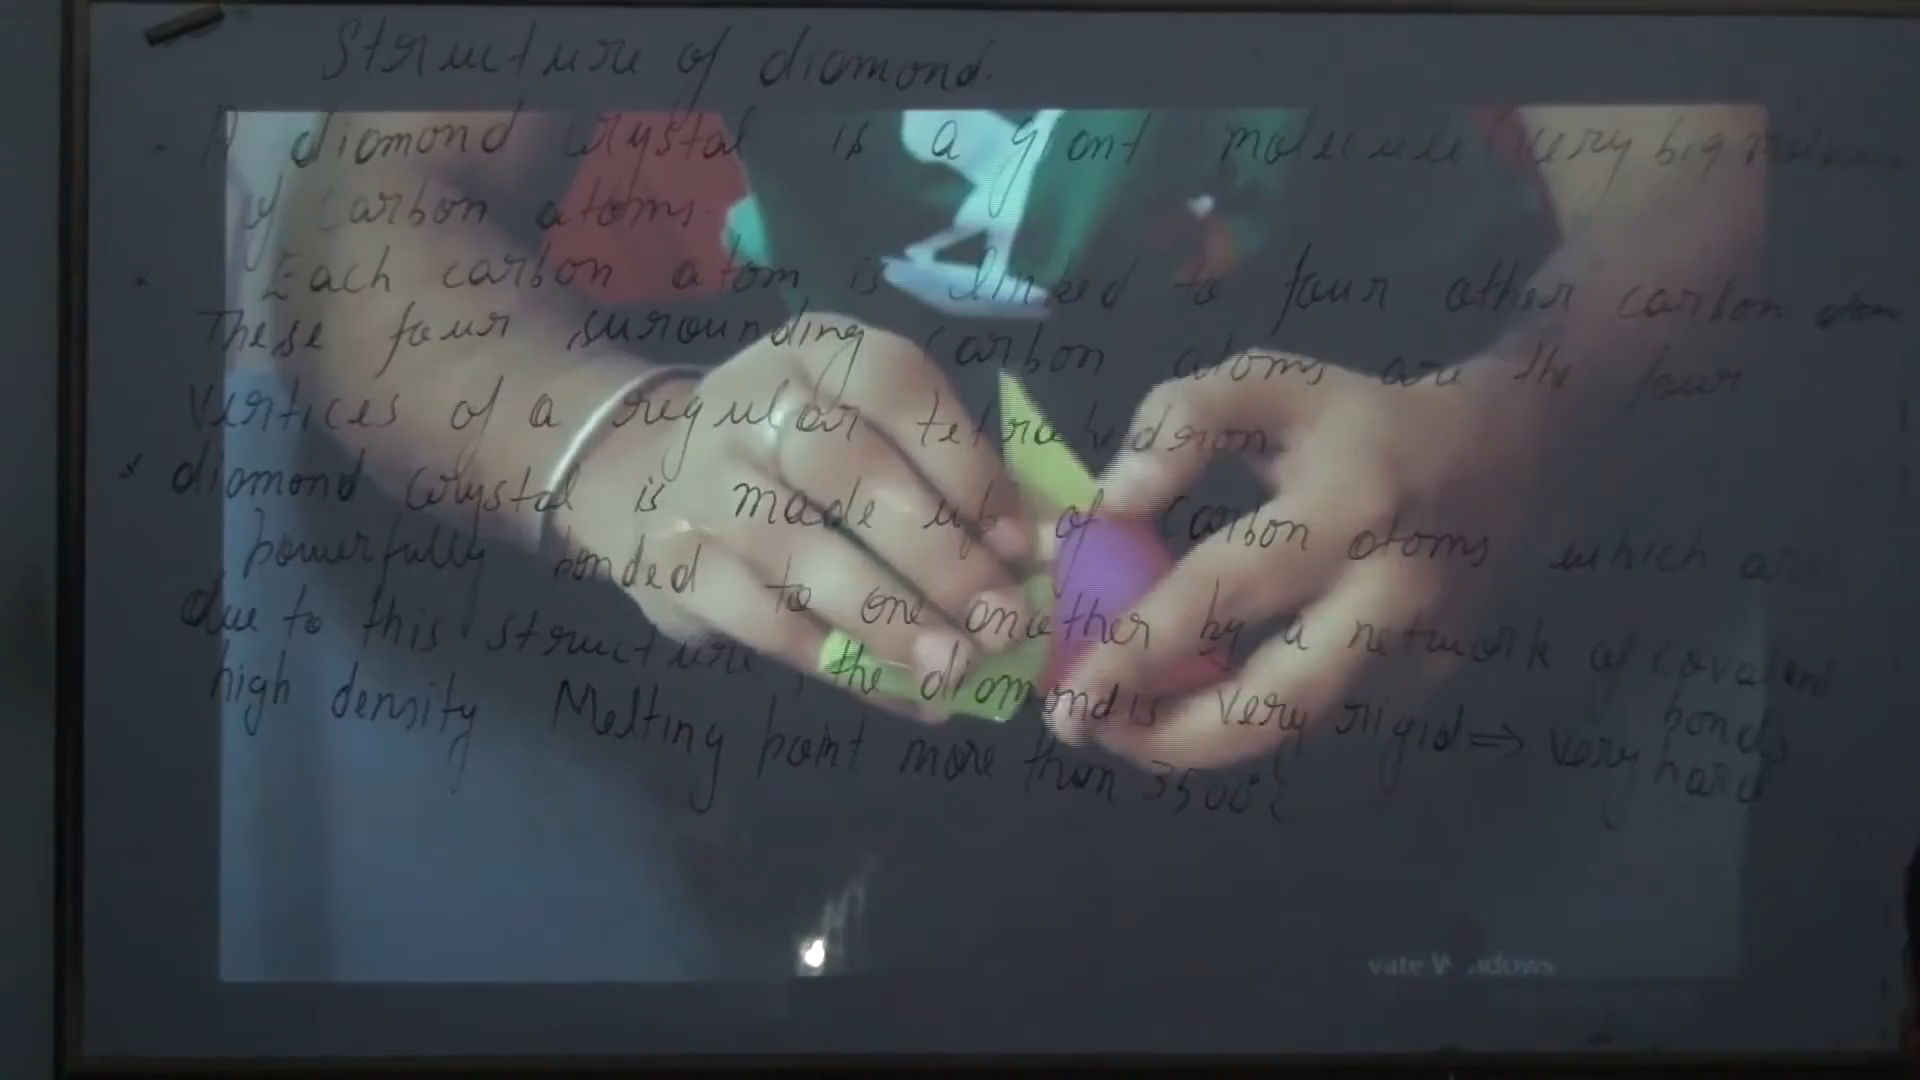 Structure of diamond.
A diamond crystal is a giant molecule (very big
of carbon atoms.
Each carbon atom is linked to four other carbon atom
These four surounding carbon atoms are the four
vertices of a regular tetrahedron.
* diamond crystal is made up of carbon atoms which are
powerfully bonded to one another by a network of covalent
bonds
due to this structure, the diamond is very rigid ⇒ very hard
high density Melting point more than 3500°C
vate Windows